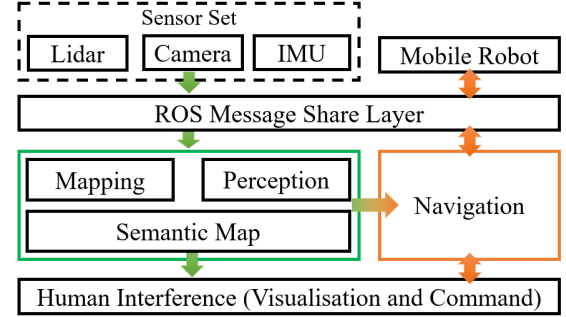 Sensor Set
Lidar
Camera
IMU
Mobile Robot
ROS Message Share Layer
Mapping
Perception
Semantic Map
Navigation
Human Interference (Visualisation and Command)